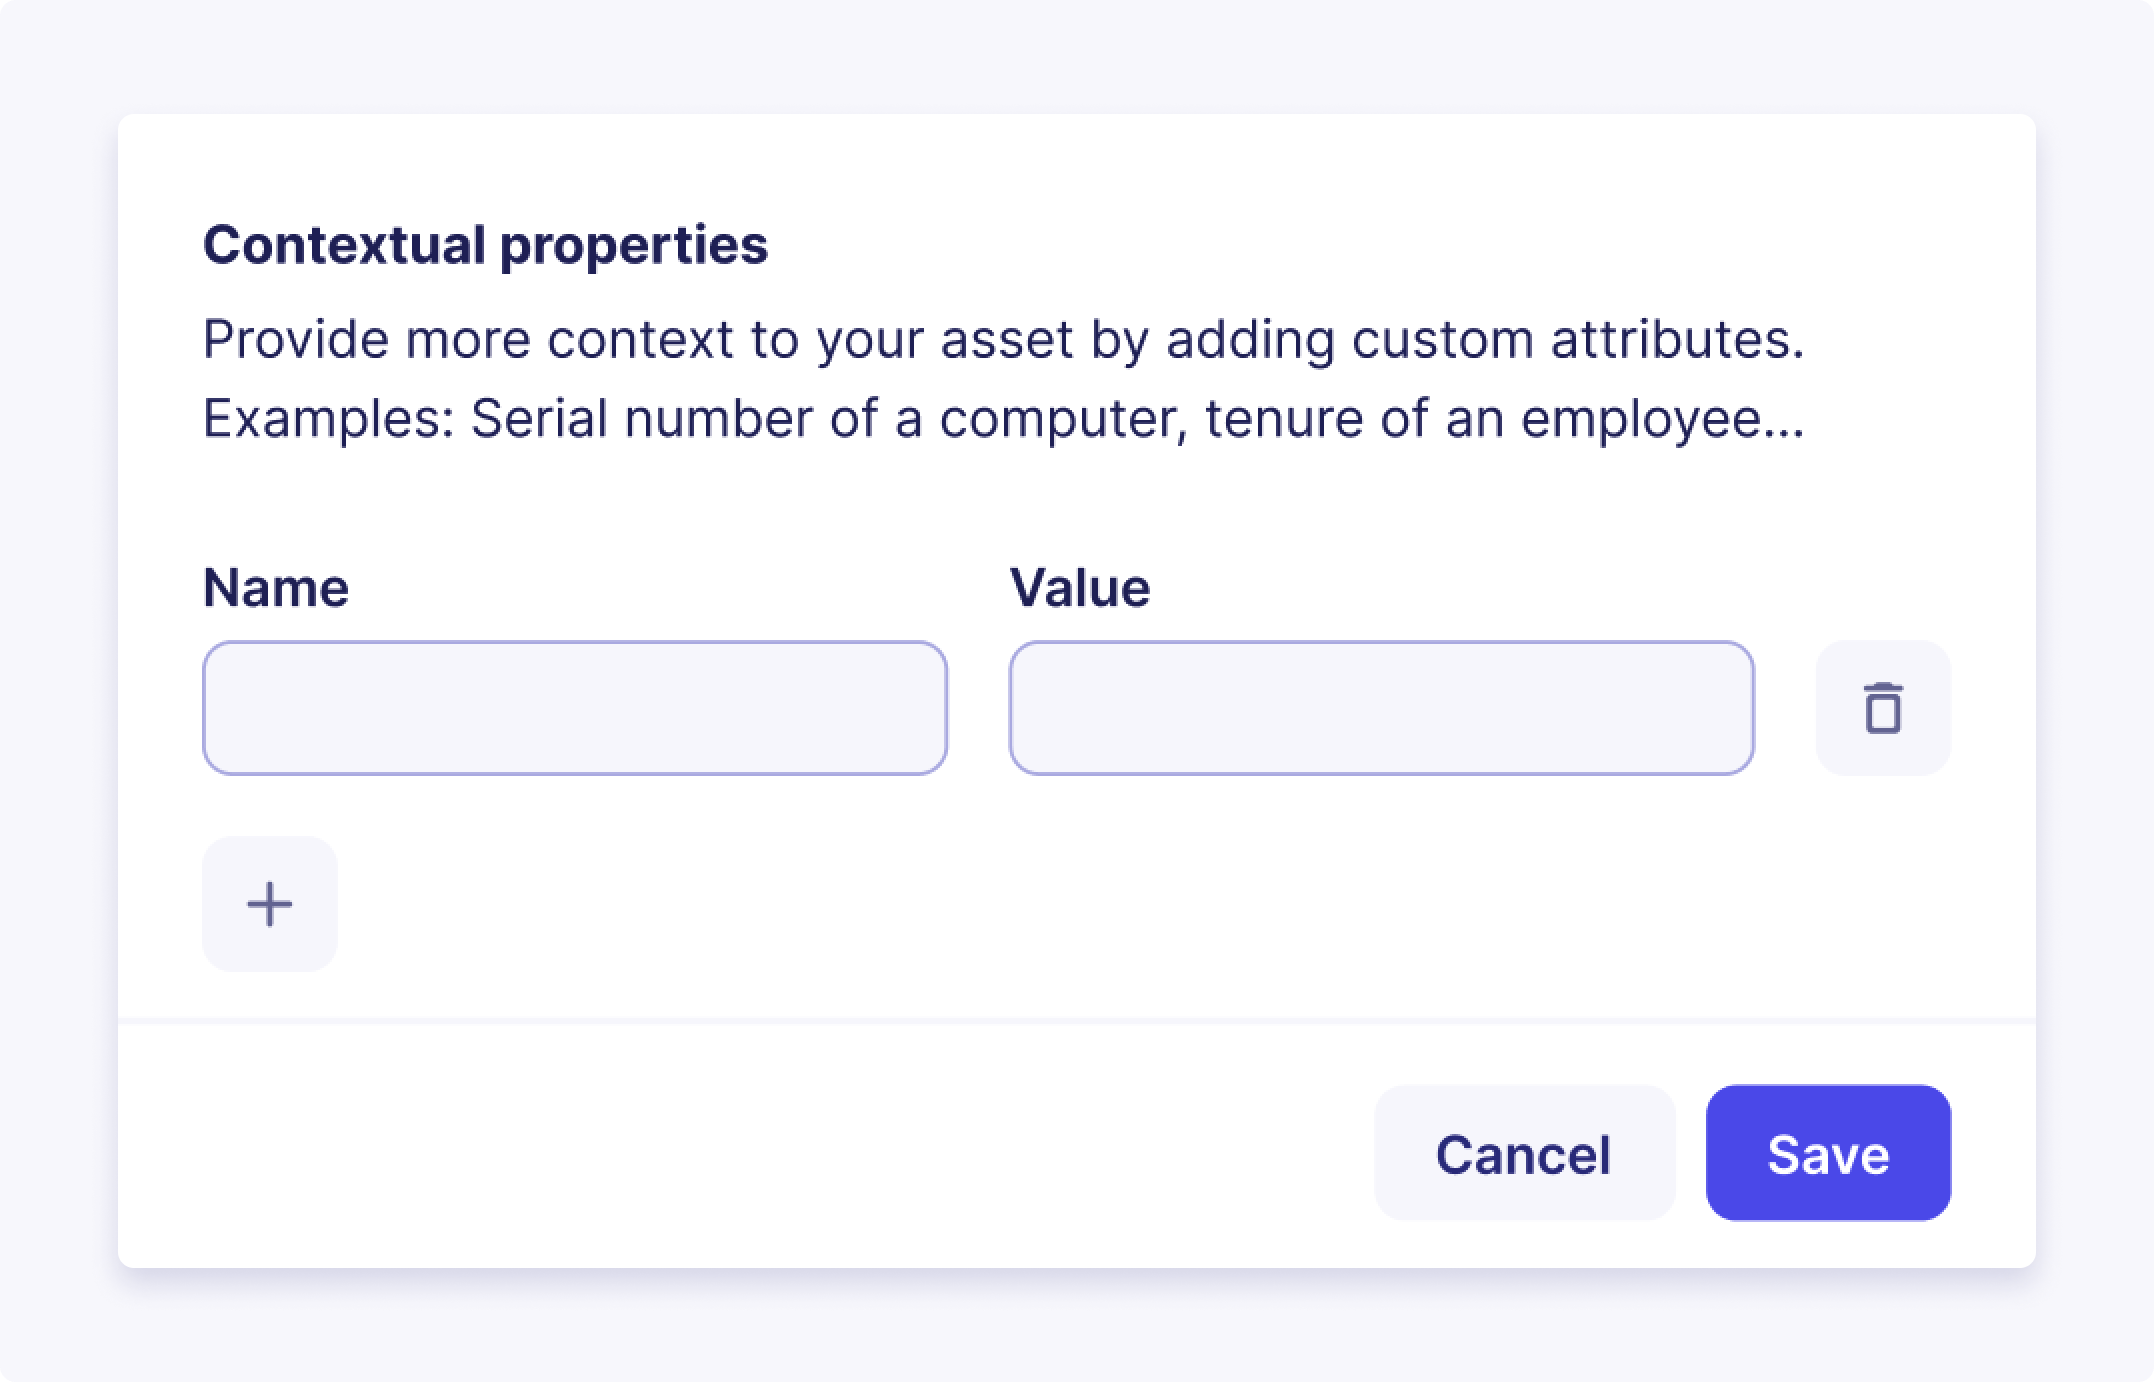 Contextual properties
Provide more context to your asset by adding custom attributes.
Examples: Serial number of a computer, tenure of an employee...
Name
Value
Cancel
Save